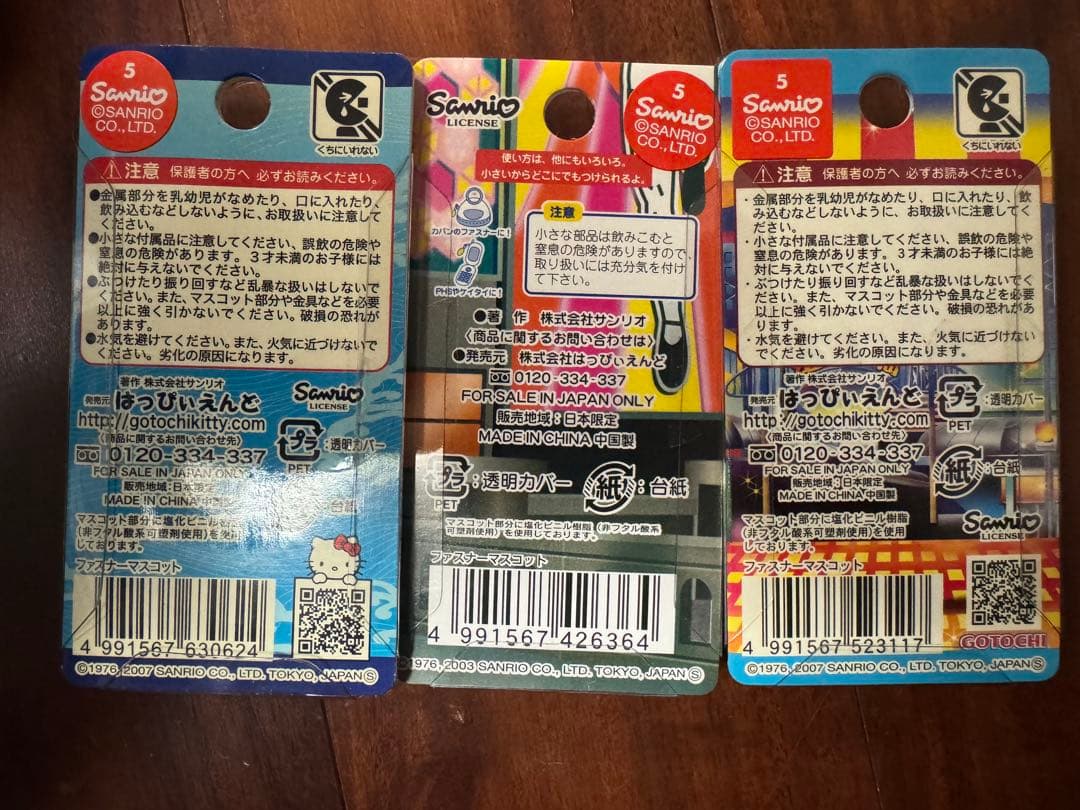 5
Sanrio
©SANRIO
CO., LTD.
くちにいれない
注意 保護者の方へ 必ずお読みください。
●金属部分を乳幼児がなめたり、口に入れたり、
飲み込むなどしないように、お取扱いに注意して
ください。
●小さな付属品に注意してください、誤飲の危険や
窒息の危険があります。3才未満のお子様には
絶対に与えないでください。
●ぶつけたり振り回すなど乱暴な扱いはしないで
ください。また、マスコット部分や金具などを必要
以上に強く引かないでください。破損の恐れが
あります。
●水気を避けてください。また、火気に近づけないで
ください。劣化の原因になります。
著作 株式会社サンリオ
発売元 はっぴぃえんど
Sanrio
LICENSE
http://gotochikitty.com
〈商品に関するお問い合わせ先〉
0120-334-337
FOR SALE IN JAPAN ONLY
販売地域:日本限定
MADE IN CHINA 中国製
プラ
:透明カバー
PET
台紙
マスコット部分に塩化ビニル樹脂
(非フタル酸系可塑剤使用)を使用
しております。
ファスナーマスコット
4 991567 630624
©1976, 2007 SANRIO CO., LTD. TOKYO, JAPAN Ⓢ
Sanrio
LICENSE
5
Sanrio
©SANRIO
CO., LTD.
使い方は、他にもいろいろ。
小さいからどこにでもつけられるよ。
カバンのファスナーに!
PHSやケイタイに!
注意
小さな部品は飲みこむと
窒息の危険がありますので、
取り扱いには充分気を付け
て下さい。
●著 作 株式会社サンリオ
〈商品に関するお問い合わせは〉
●発売元 株式会社はっぴぃえんど
0120-334-337
FOR SALE IN JAPAN ONLY
販売地域:日本限定
MADE IN CHINA 中国製
プラ
:透明カバー
PET
紙
:台紙
マスコット部分に塩化ビニル樹脂(非フタル酸系
可塑剤使用)を使用しております。
ファスナーマスコット
4 991567 426364
©1976, 2003 SANRIO CO., LTD. TOKYO, JAPAN Ⓢ
5
Sanrio
©SANRIO
CO., LTD.
くちにいれない
注意 保護者の方へ 必ずお読みください。
・金属部分を乳幼児がなめたり、口に入れたり、
飲み込むなどしないように、お取扱いに注意して
ください。
・小さな付属品に注意してください、誤飲の危険や
窒息の危険があります。3才未満のお子様には絶
対に与えないでください。
・ぶつけたり振り回すなど乱暴な扱いはしないで
ください。また、マスコット部分や金具などを必要
以上に強く引かないでください。破損の恐れがあ
ります。
・水気を避けてください。また、火気に近づけない
でください。劣化の原因になります。
著作 株式会社サンリオ
発売元 はっぴぃえんど
http://gotochikitty.com
〈商品に関するお問い合わせ先〉
0120-334-337
FOR SALE IN JAPAN ONLY
販売地域:日本限定
MADE IN CHINA 中国製
プラ
:透明カバー
PET
紙
:台紙
マスコット部分に塩化ビニル樹脂
(非フタル酸系可塑剤使用)を使用
しております。
Sanrio
LICENSE
ファスナーマスコット
4 991567 523117
GOTOCHI
©1976, 2007 SANRIO CO., LTD. TOKYO, JAPAN Ⓢ